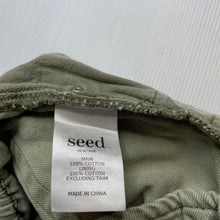 seed
HERITAGE
MAIN
100% COTTON
LINING
100% COTTON
EXCLUDING TRIM
MADE IN CHINA